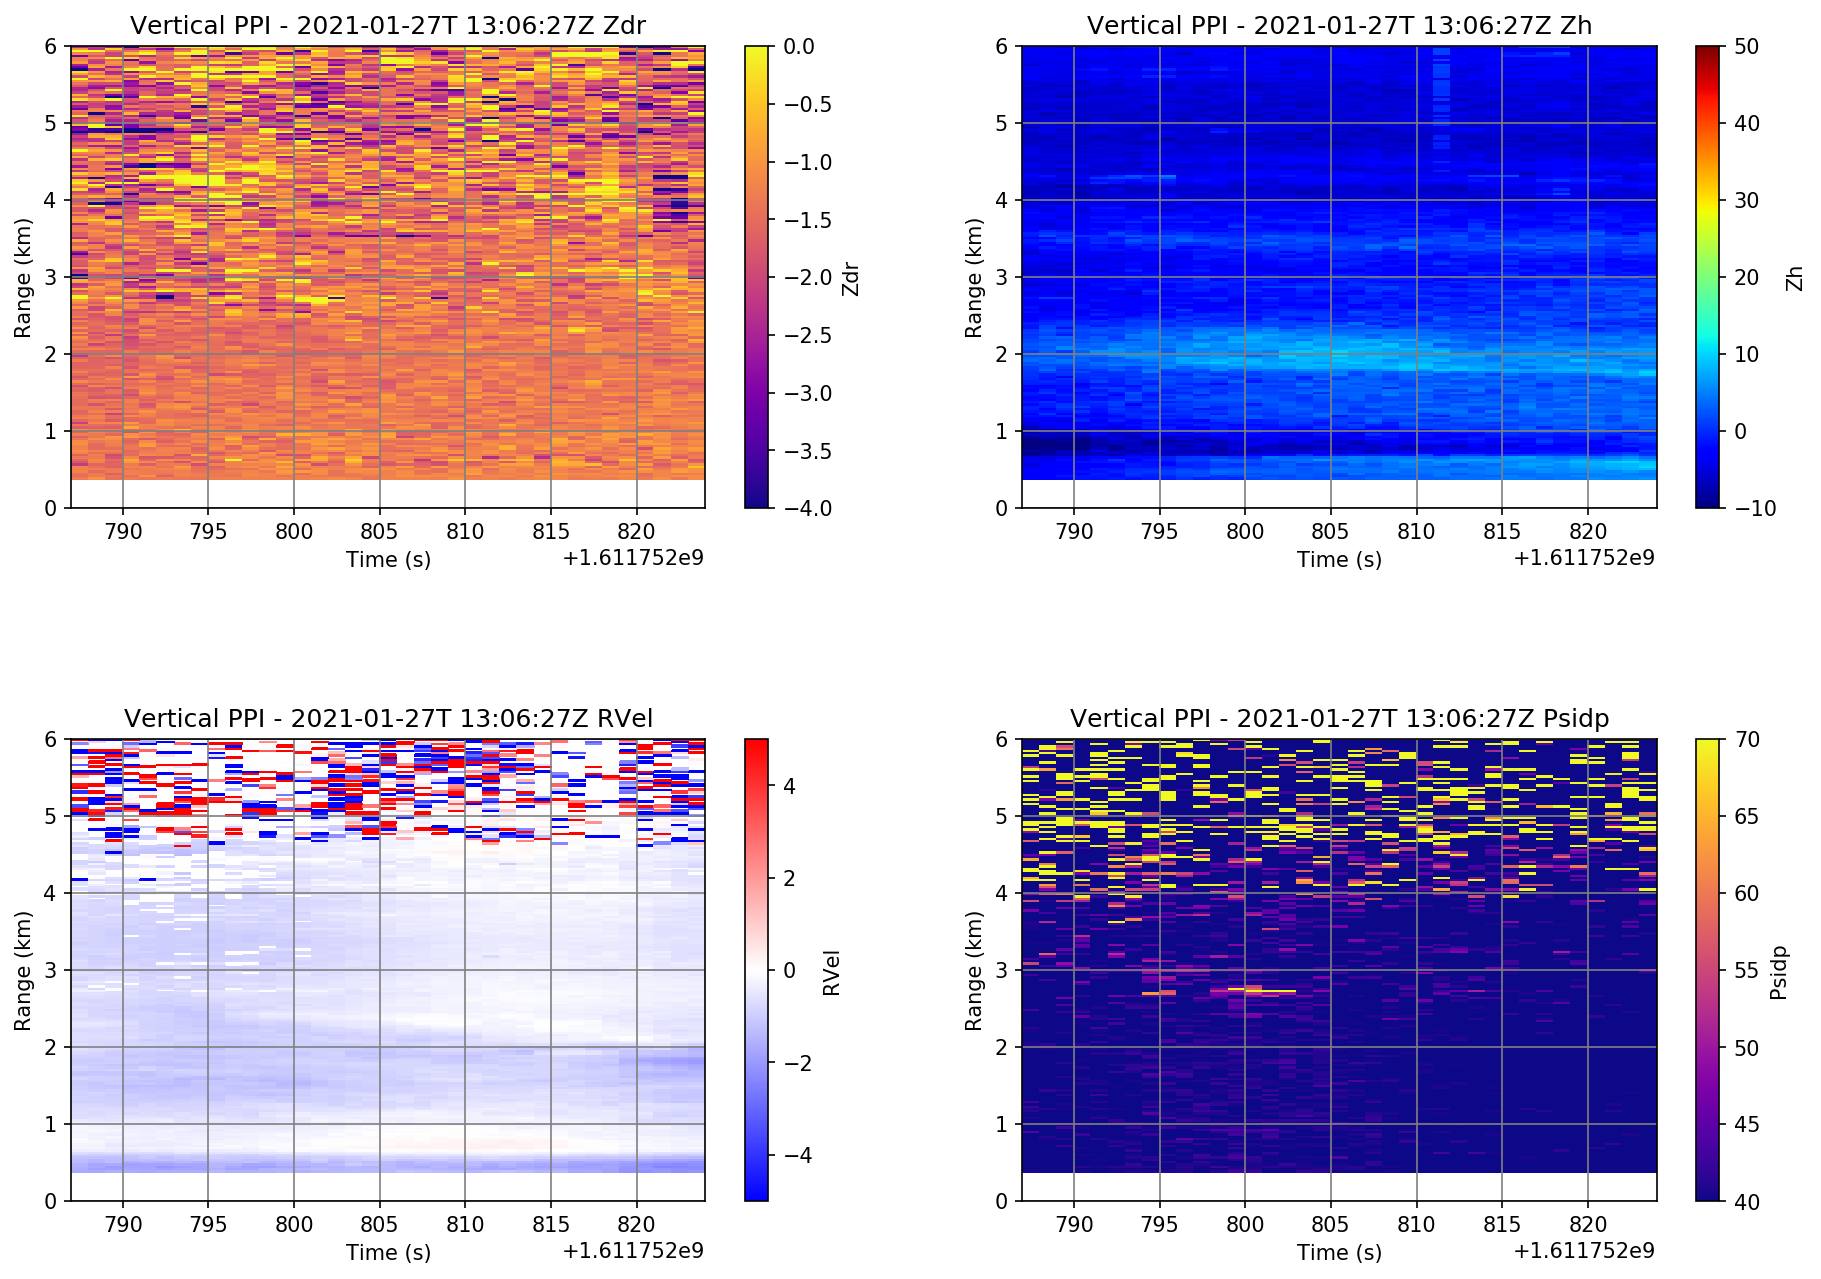 Vertical PPI - 2021-01-27T 13:06:27Z Zdr
6
5
4
3
2
1
0
Range (km)
790 795 800 805 810 815 820
Time (s)
+1.611752e9
0.0
−0.5
−1.0
−1.5
−2.0
−2.5
−3.0
−3.5
−4.0
Zdr
Vertical PPI - 2021-01-27T 13:06:27Z Zh
6
5
4
3
2
1
0
Range (km)
790 795 800 805 810 815 820
Time (s)
+1.611752e9
50
40
30
20
10
0
−10
Zh
Vertical PPI - 2021-01-27T 13:06:27Z RVel
6
5
4
3
2
1
0
Range (km)
790 795 800 805 810 815 820
Time (s)
+1.611752e9
4
2
0
−2
−4
RVel
Vertical PPI - 2021-01-27T 13:06:27Z Psidp
6
5
4
3
2
1
0
Range (km)
790 795 800 805 810 815 820
Time (s)
+1.611752e9
70
65
60
55
50
45
40
Psidp